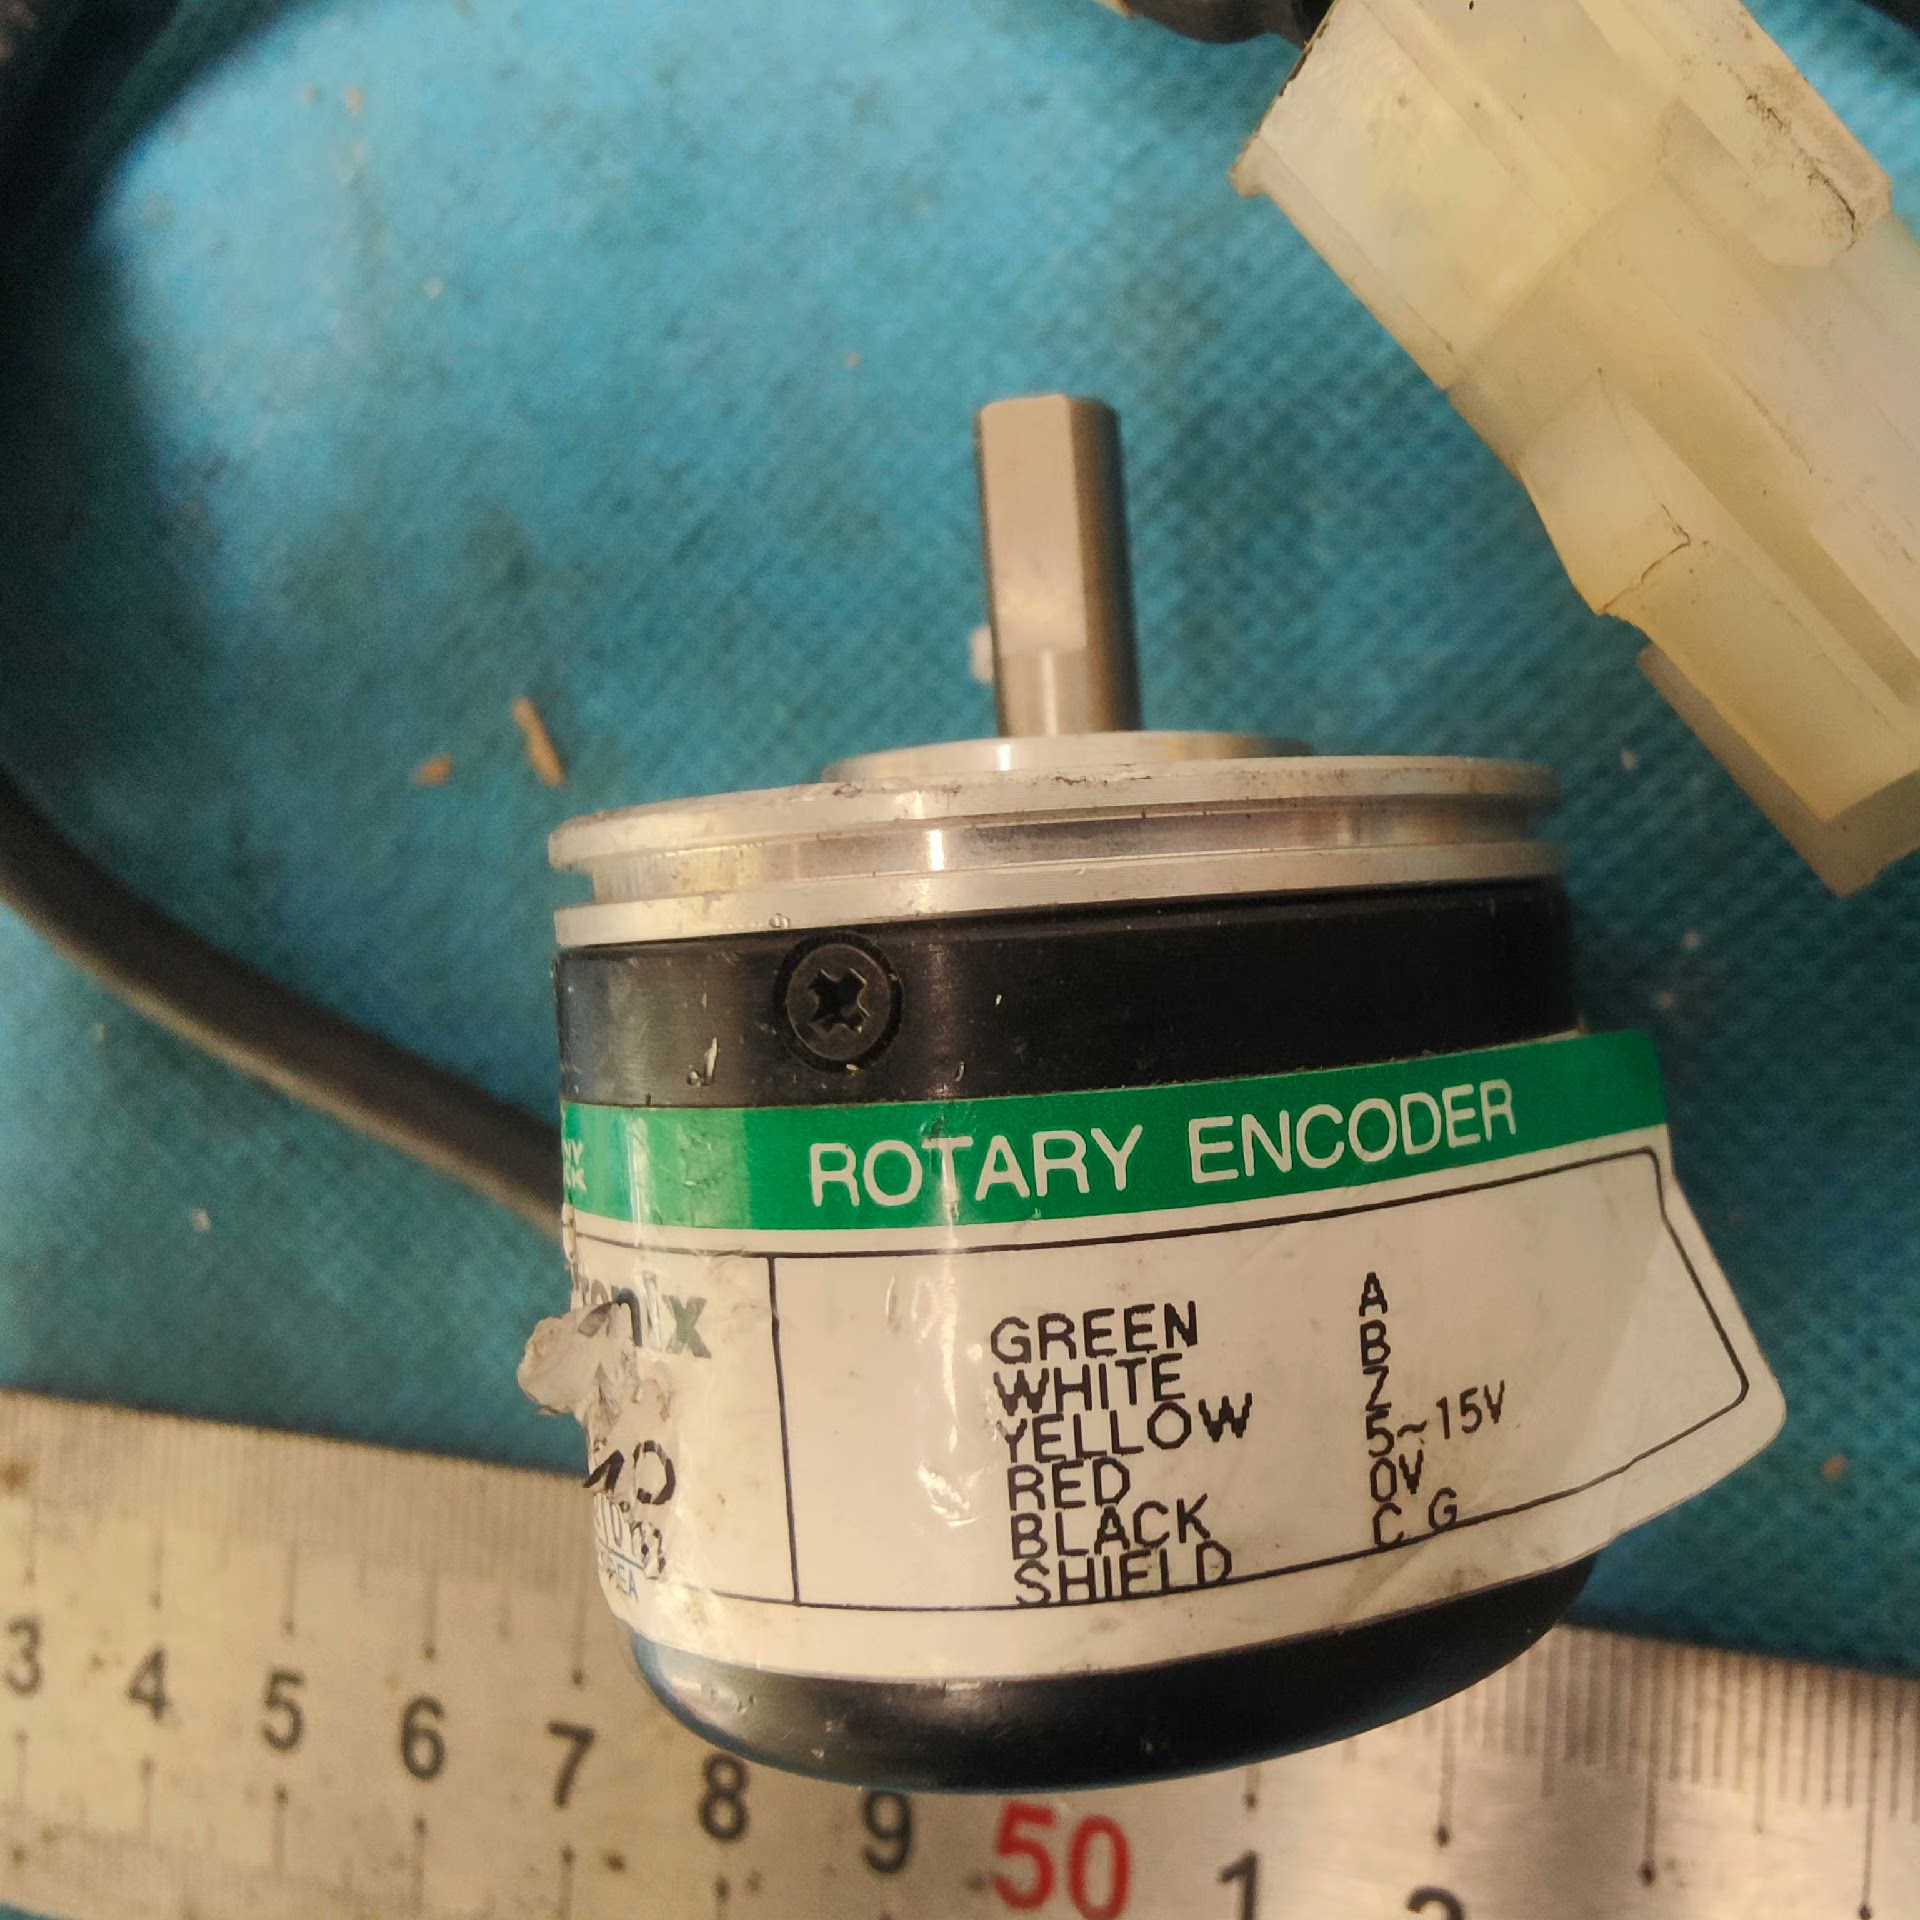 ROTARY ENCODER
GREEN A
WHITE B
YELLOW Z
RED 5~15V
BLACK 0V
SHIELD C G
3 4 5 6 7 8 9 50 1 2